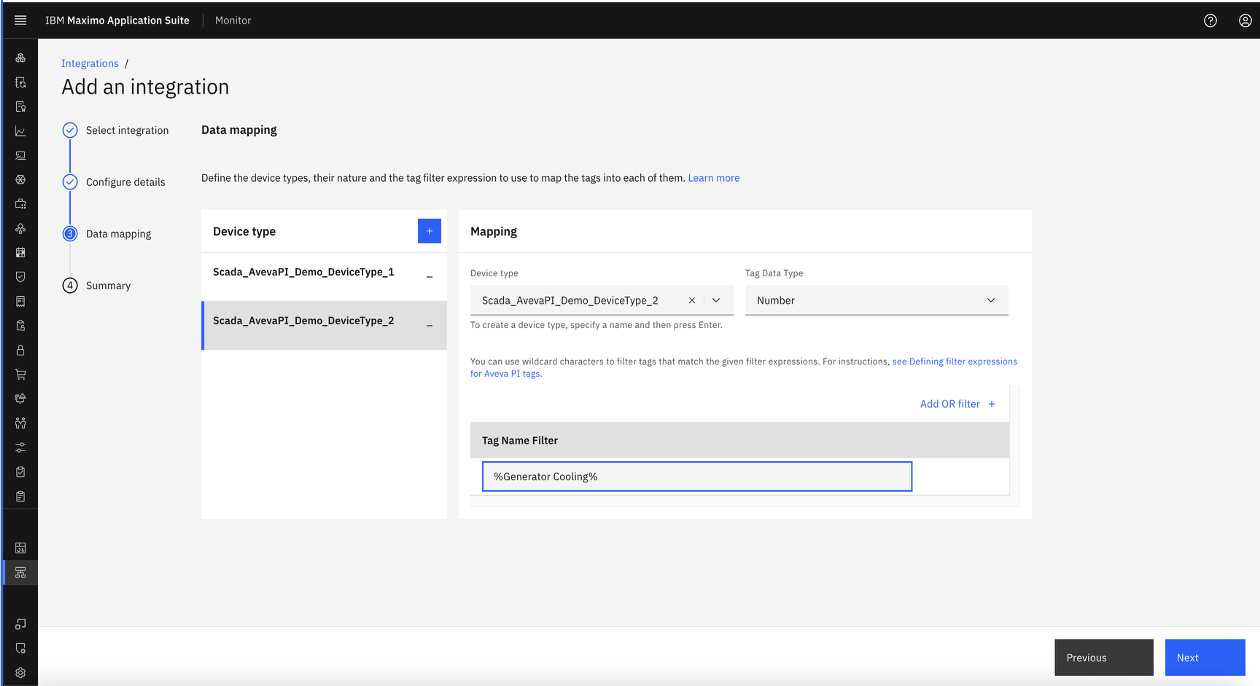 IBM Maximo Application Suite Monitor
Integrations /
Add an integration
Select integration
Configure details
3 Data mapping
4 Summary
Data mapping
Define the device types, their nature and the tag filter expression to use to map the tags into each of them. Learn more
Device type +
Scada_AvevaPI_Demo_DeviceType_1
Scada_AvevaPI_Demo_DeviceType_2
Mapping
Device type
Scada_AvevaPI_Demo_DeviceType_2
To create a device type, specify a name and then press Enter.
Tag Data Type
Number
You can use wildcard characters to filter tags that match the given filter expressions. For instructions, see Defining filter expressions
for Aveva PI tags.
Add OR filter +
Tag Name Filter
%Generator Cooling%
Previous
Next